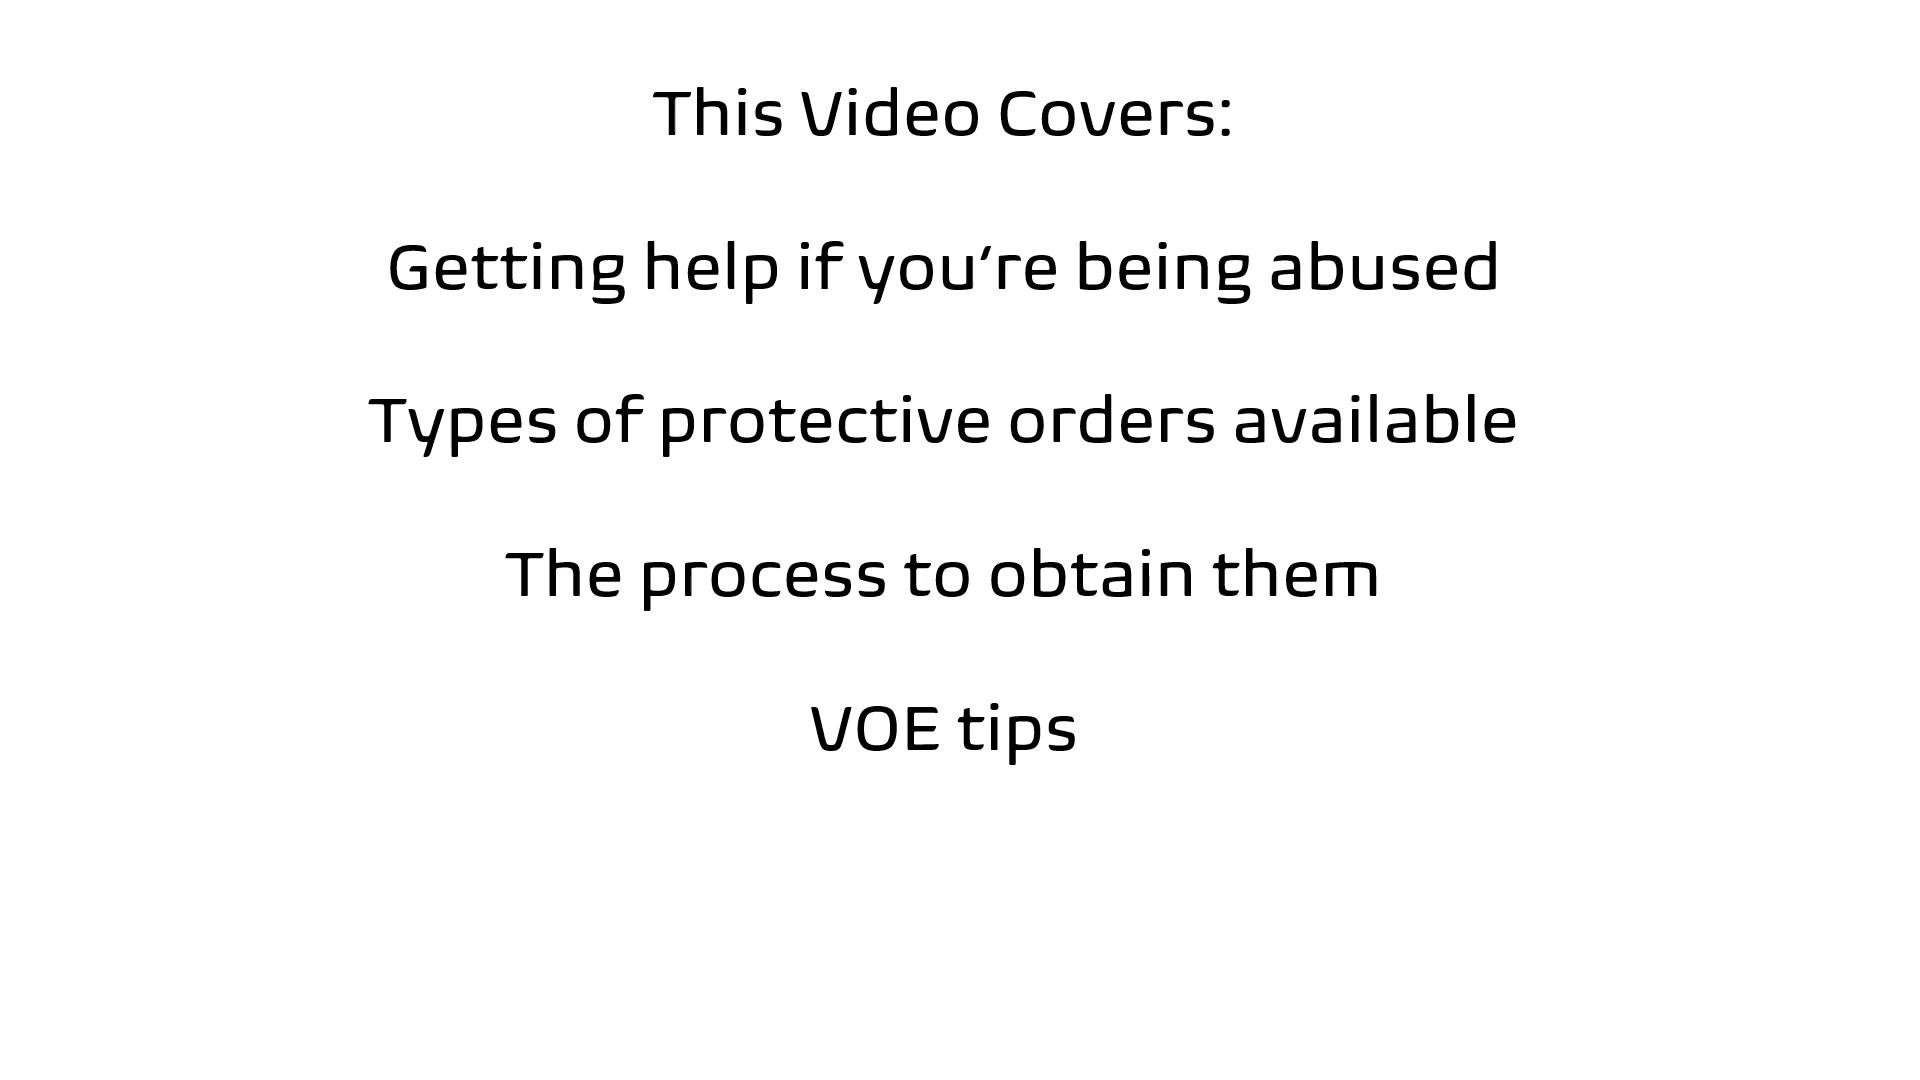 This Video Covers:
Getting help if you're being abused
Types of protective orders available
The process to obtain them
VOE tips